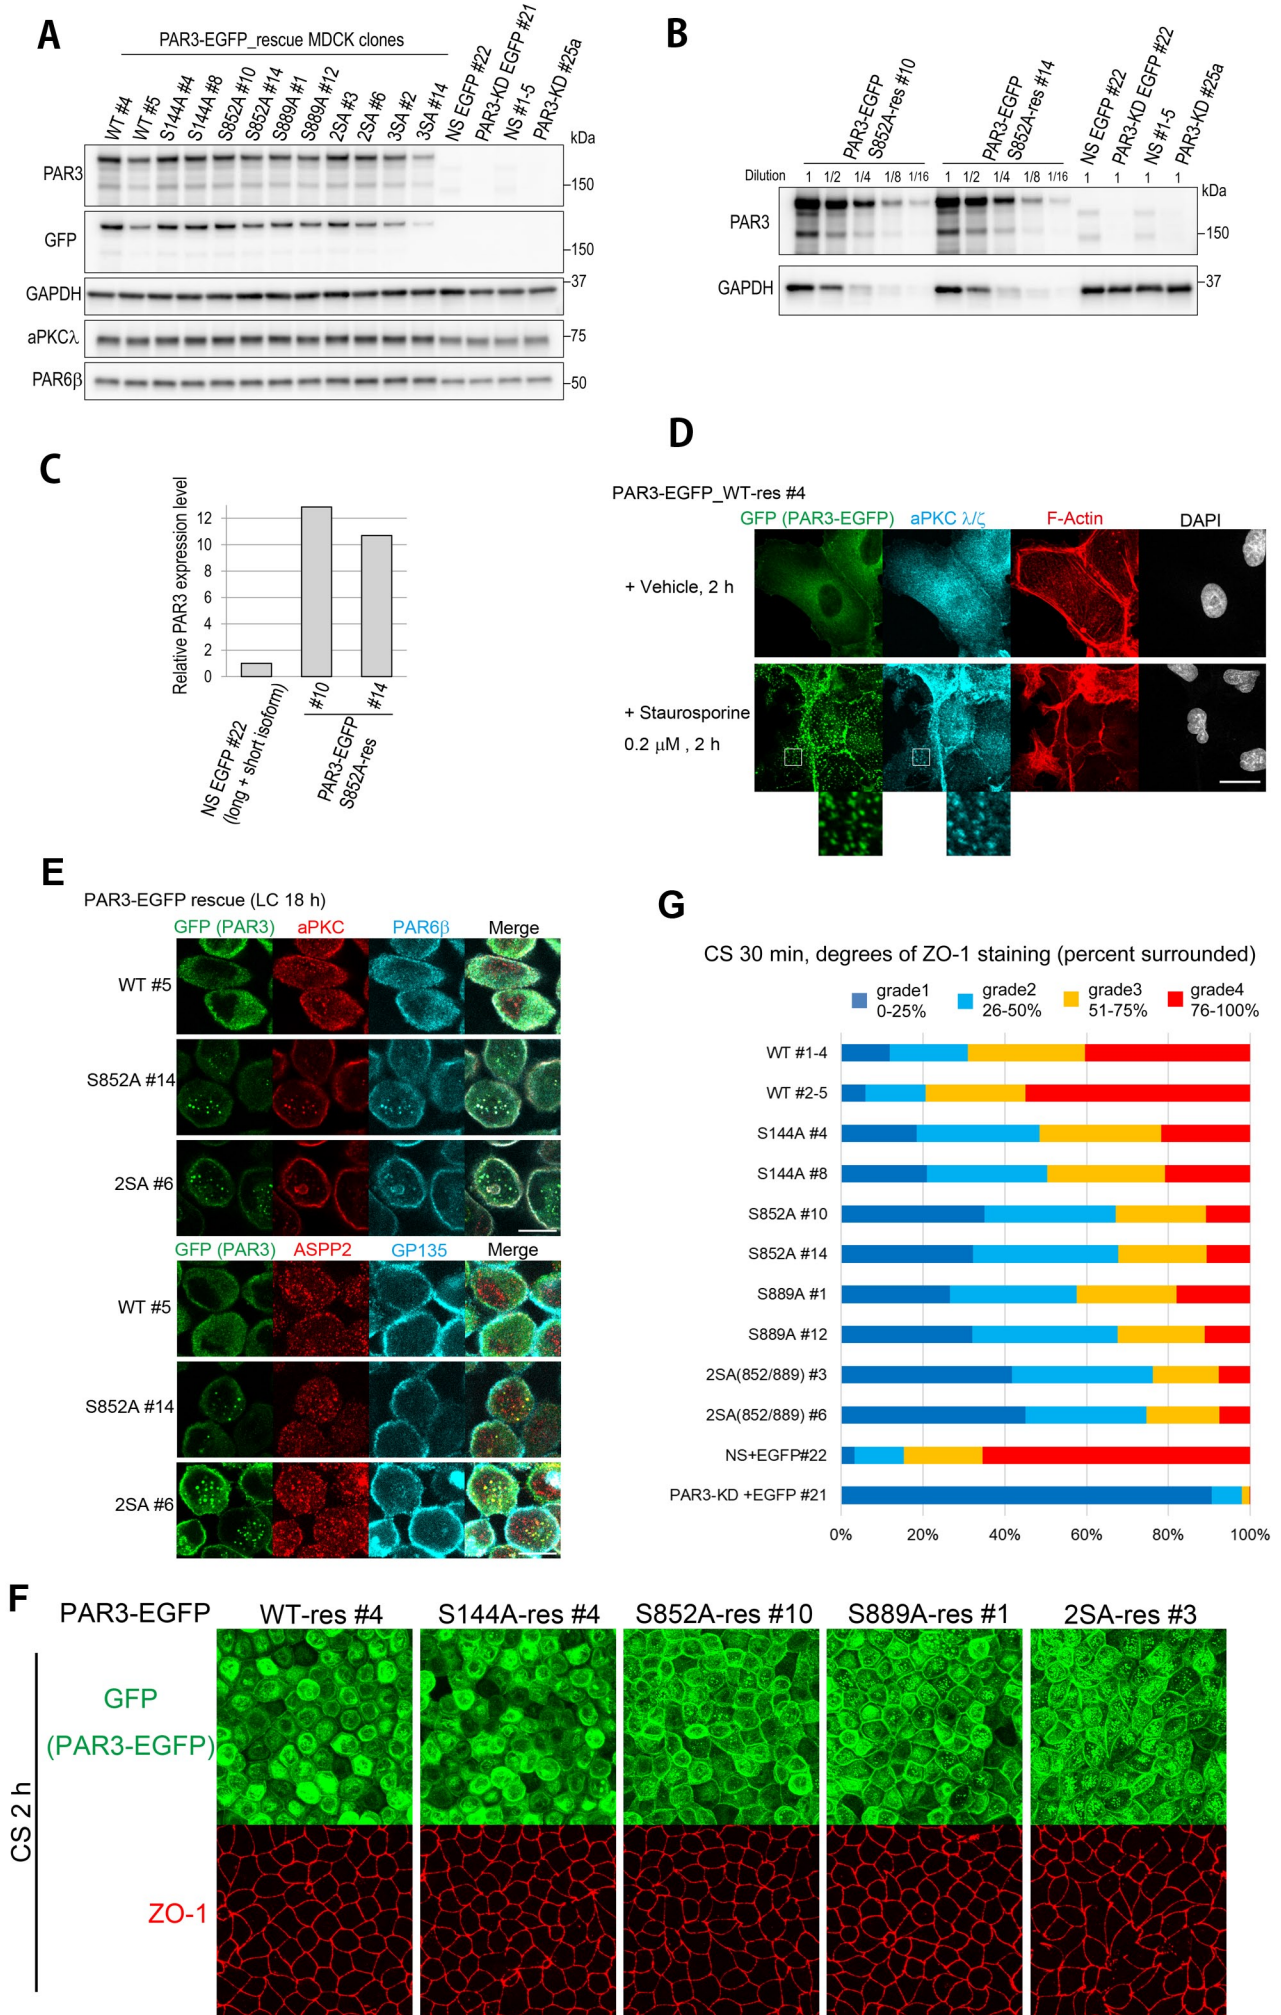 A
PAR3-EGFP_rescue MDCK clones
WT #4
WT #5
S144A #4
S144A #8
S852A #10
S852A #14
S889A #1
S889A #12
2SA #3
2SA #6
3SA #2
3SA #14
NS EGFP #22
PAR3-KD EGFP #21
NS #1-5
PAR3-KD #25a
kDa
PAR3
150
GFP
150
GAPDH
37
aPKCλ
75
PAR6β
50
B
PAR3-EGFP
S852A-res #10
PAR3-EGFP
S852A-res #14
NS EGFP #22
PAR3-KD EGFP #22
NS #1-5
PAR3-KD #25a
Dilution 1 1/2 1/4 1/8 1/16 1 1/2 1/4 1/8 1/16 1 1 1 1
kDa
PAR3
150
GAPDH
37
C
Relative PAR3 expression level
12
10
8
6
4
2
0
NS EGFP #22
(long + short isoform)
#10
#14
PAR3-EGFP
S852A-res
D
PAR3-EGFP_WT-res #4
GFP (PAR3-EGFP) aPKC λ/ζ F-Actin DAPI
+ Vehicle, 2 h
+ Staurosporine
0.2 μM , 2 h
E
PAR3-EGFP rescue (LC 18 h)
GFP (PAR3) aPKC PAR6β Merge
WT #5
S852A #14
2SA #6
GFP (PAR3) ASPP2 GP135 Merge
WT #5
S852A #14
2SA #6
G
CS 30 min, degrees of ZO-1 staining (percent surrounded)
grade1
0-25%
grade2
26-50%
grade3
51-75%
grade4
76-100%
WT #1-4
WT #2-5
S144A #4
S144A #8
S852A #10
S852A #14
S889A #1
S889A #12
2SA(852/889) #3
2SA(852/889) #6
NS+EGFP#22
PAR3-KD +EGFP #21
0% 20% 40% 60% 80% 100%
F
PAR3-EGFP WT-res #4 S144A-res #4 S852A-res #10 S889A-res #1 2SA-res #3
GFP
(PAR3-EGFP)
CS 2 h
ZO-1